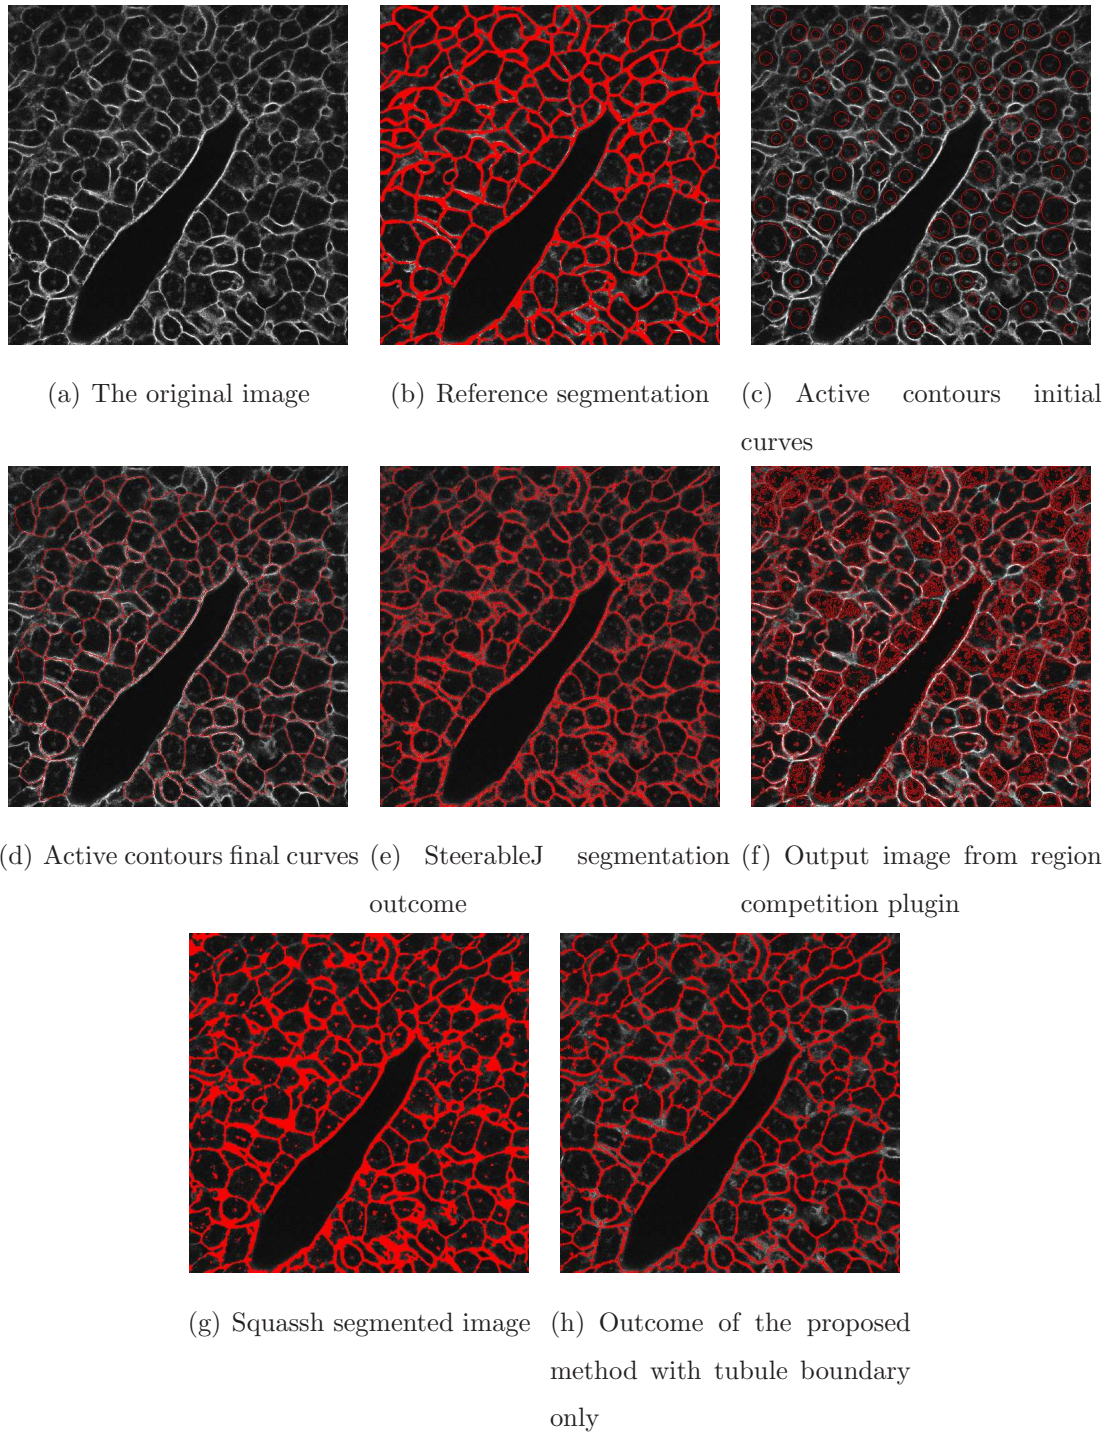 (a) The original image
(b) Reference segmentation
(c) Active contours initial
curves
(d) Active contours final curves
(e) SteerableJ segmentation
outcome
(f) Output image from region
competition plugin
(g) Squassh segmented image
(h) Outcome of the proposed
method with tubule boundary
only